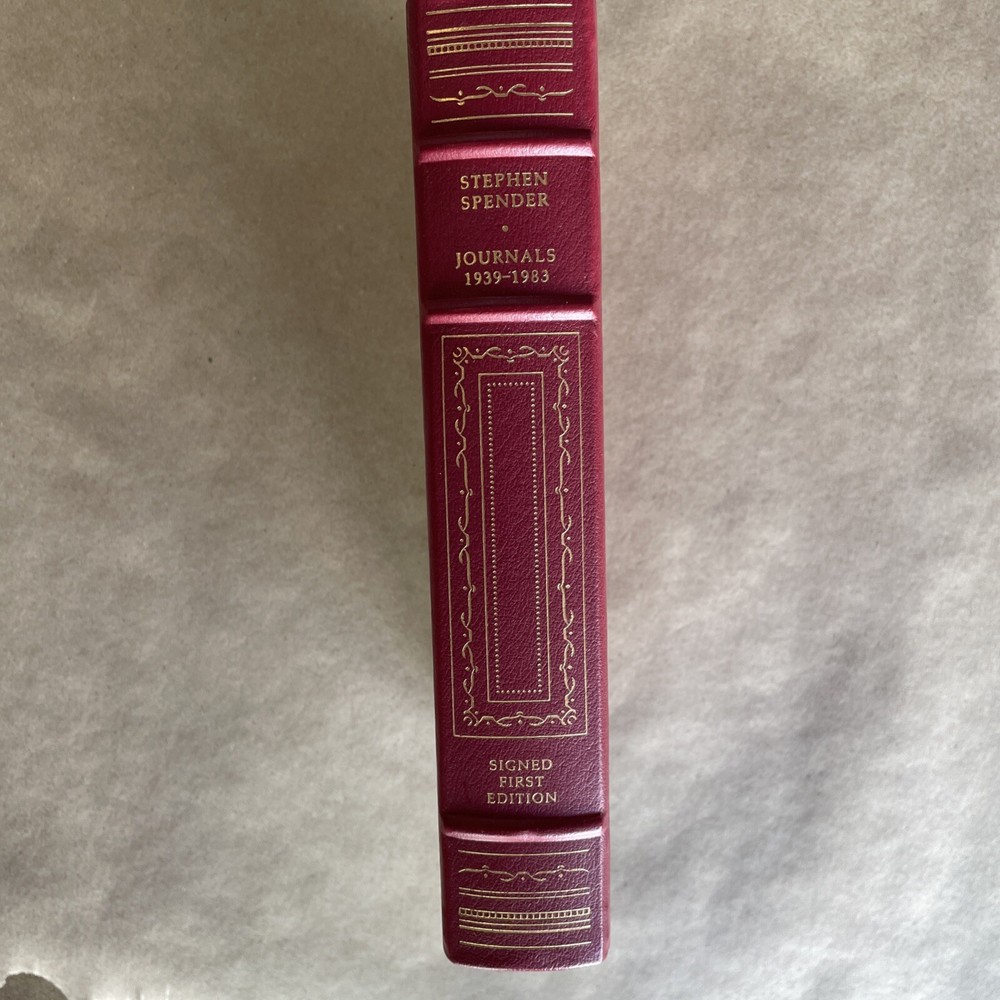 STEPHEN
SPENDER
•
JOURNALS
1939–1983
SIGNED
FIRST
EDITION